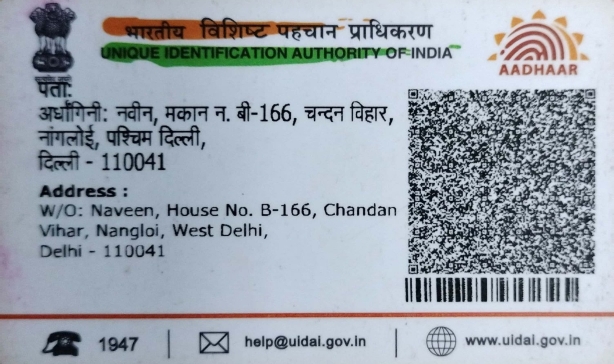 भारतीय विशिष्ट पहचान प्राधिकरण
UNIQUE IDENTIFICATION AUTHORITY OF INDIA
AADHAAR
पता:
अर्धांगिनी: नवीन, मकान न. बी-166, चन्दन विहार,
नांगलोई, पश्चिम दिल्ली,
दिल्ली - 110041
Address :
W/O: Naveen, House No. B-166, Chandan
Vihar, Nangloi, West Delhi,
Delhi - 110041
1947
help@uidai.gov.in
www.uidai.gov.in